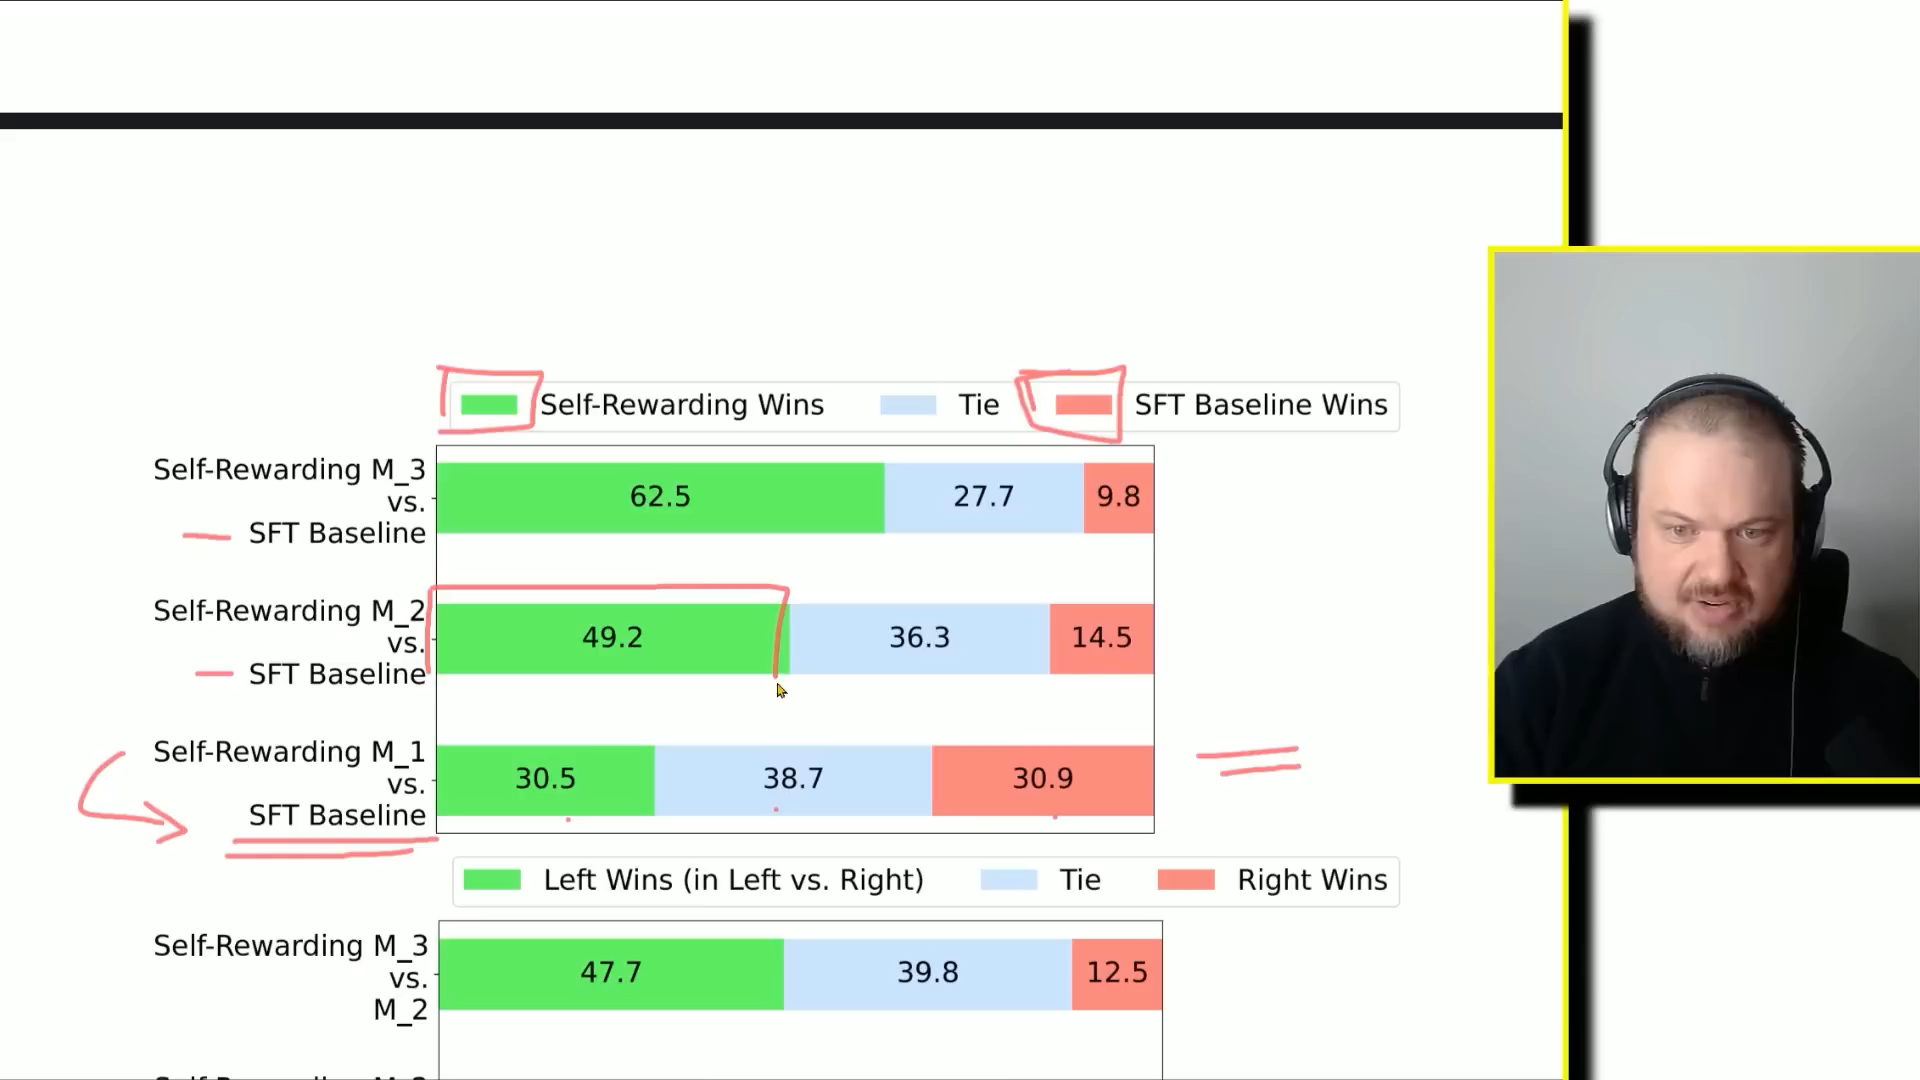 Self-Rewarding Wins Tie SFT Baseline Wins
Self-Rewarding M_3
vs.
SFT Baseline
62.5 27.7 9.8
Self-Rewarding M_2
vs.
SFT Baseline
49.2 36.3 14.5
Self-Rewarding M_1
vs.
SFT Baseline
30.5 38.7 30.9
Left Wins (in Left vs. Right) Tie Right Wins
Self-Rewarding M_3
vs.
M_2
47.7 39.8 12.5